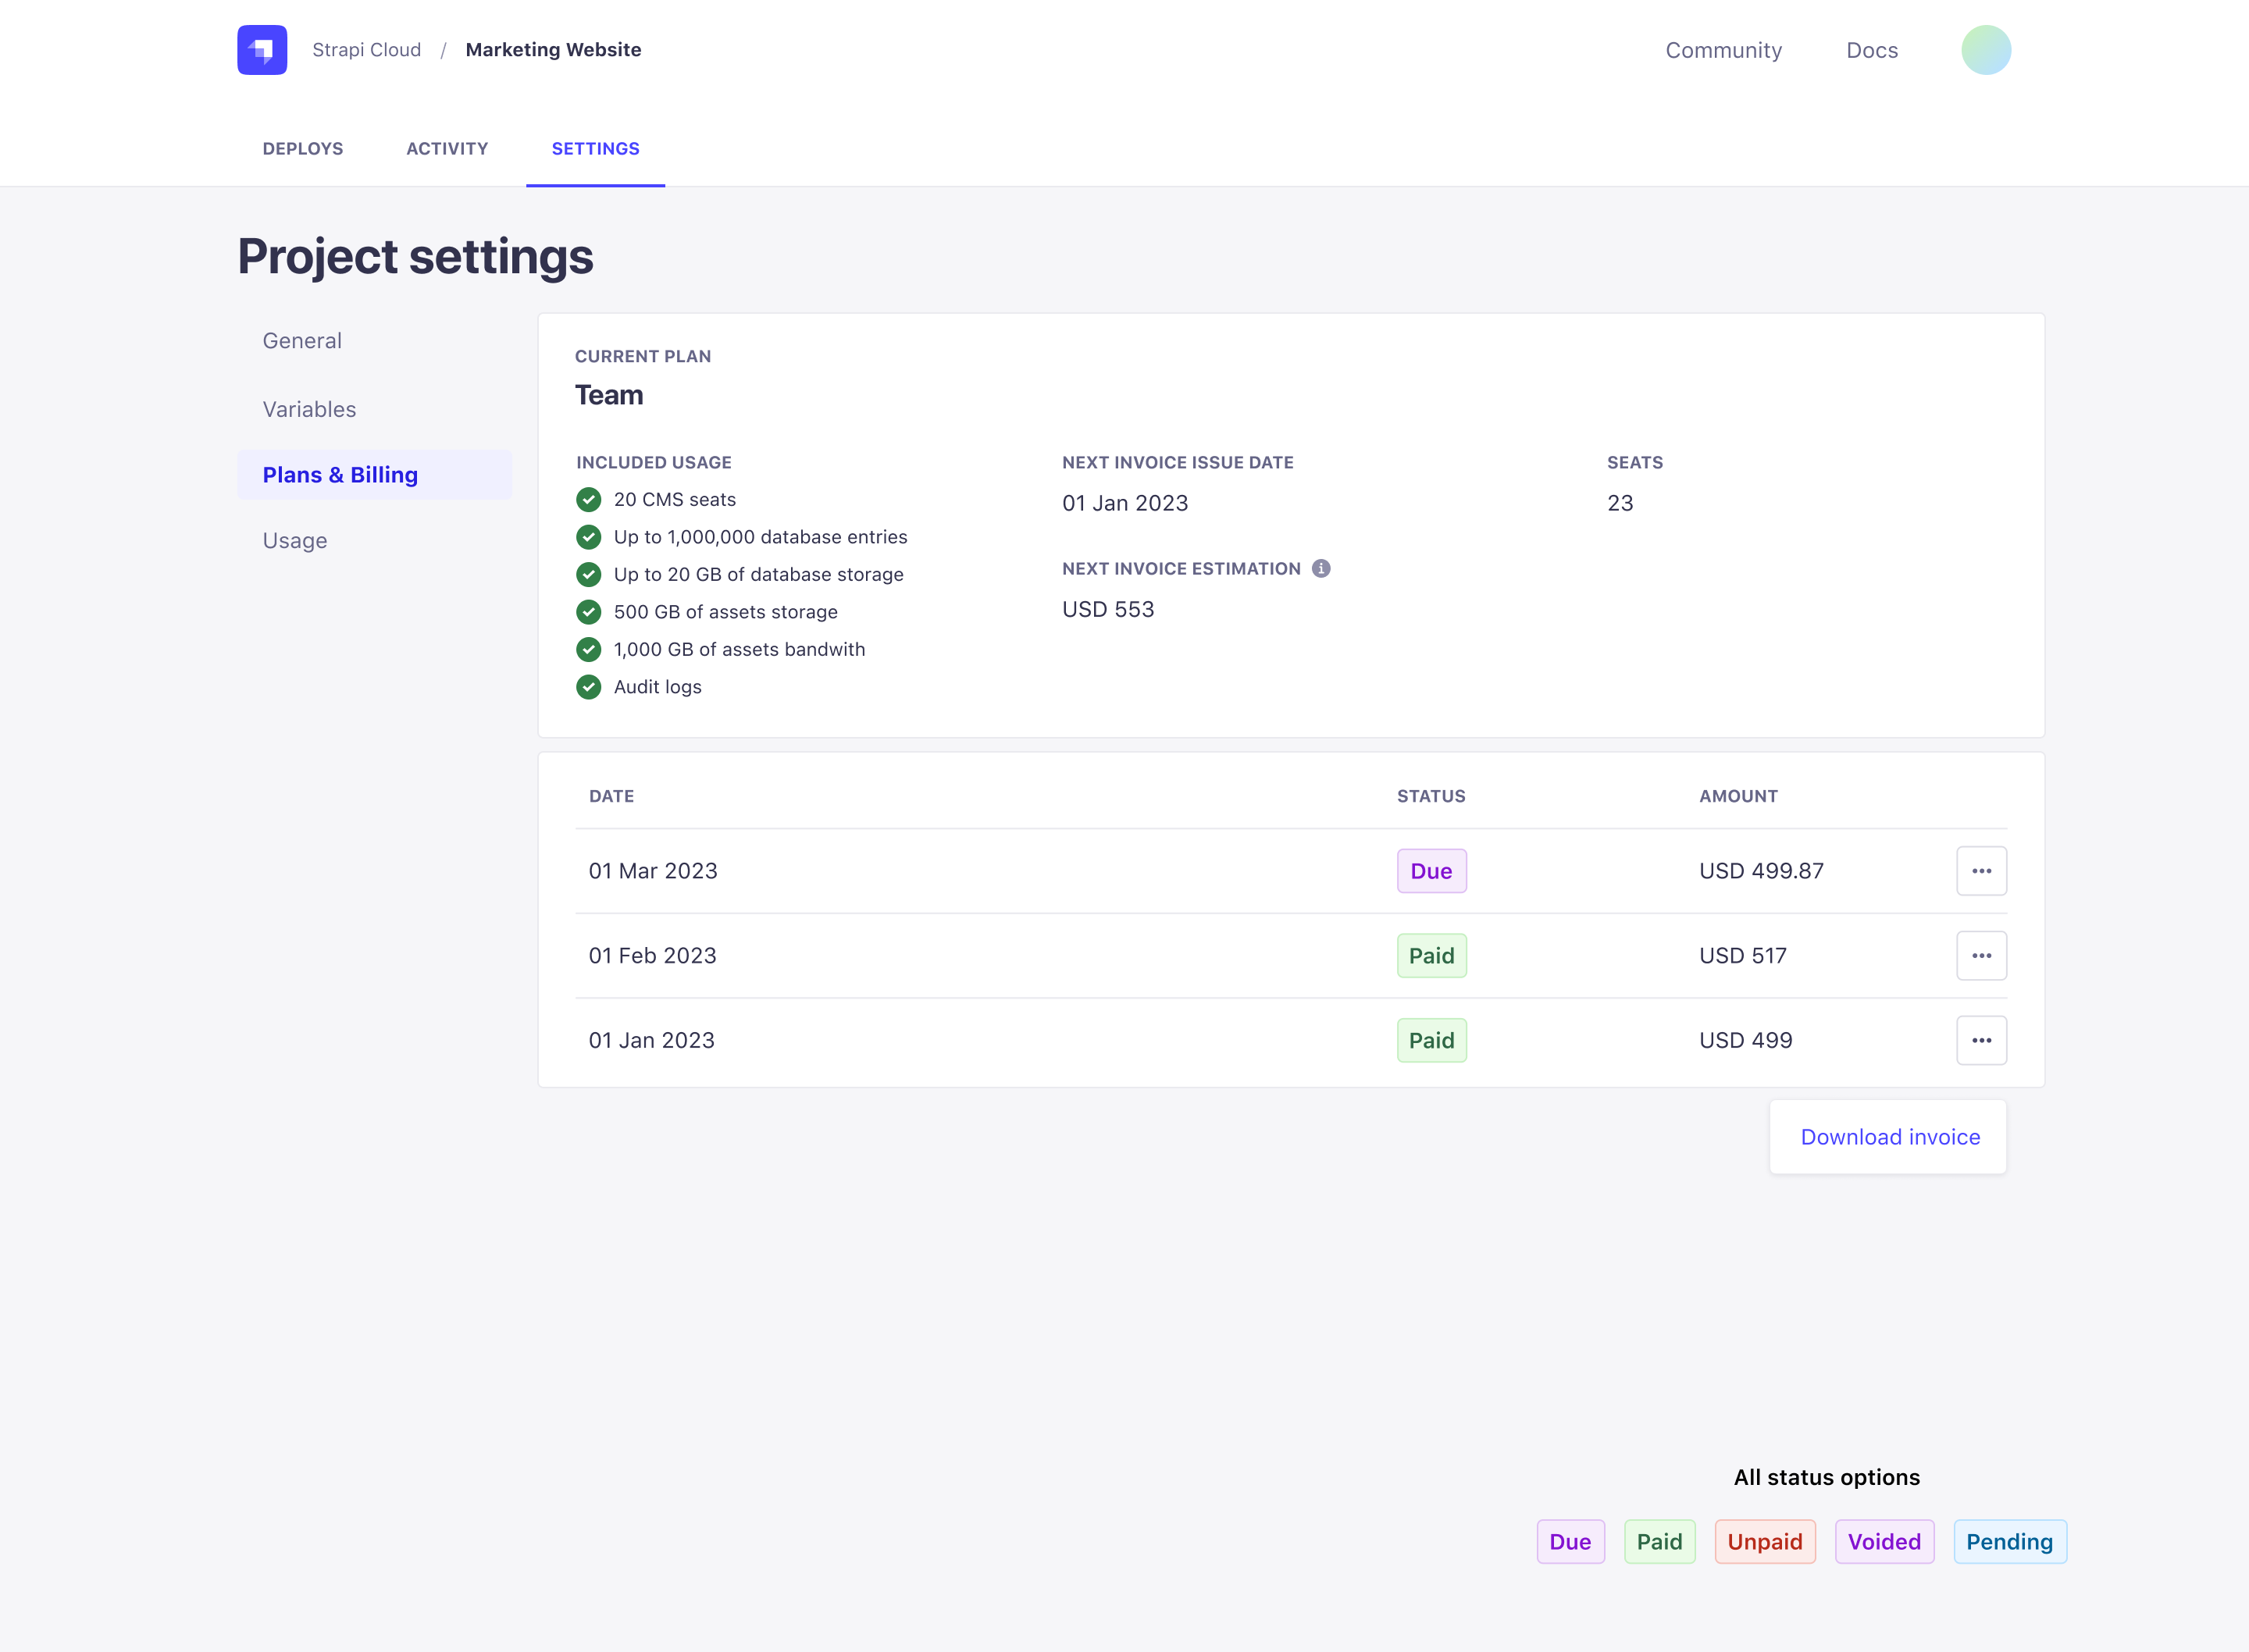 Strapi Cloud / Marketing Website
Community
Docs
DEPLOYS
ACTIVITY
SETTINGS
Project settings
General
Variables
Plans & Billing
Usage
CURRENT PLAN
Team
INCLUDED USAGE
20 CMS seats
Up to 1,000,000 database entries
Up to 20 GB of database storage
500 GB of assets storage
1,000 GB of assets bandwith
Audit logs
NEXT INVOICE ISSUE DATE
01 Jan 2023
NEXT INVOICE ESTIMATION
USD 553
SEATS
23
DATE STATUS AMOUNT
01 Mar 2023 Due USD 499.87
01 Feb 2023 Paid USD 517
01 Jan 2023 Paid USD 499
Download invoice
All status options
Due Paid Unpaid Voided Pending